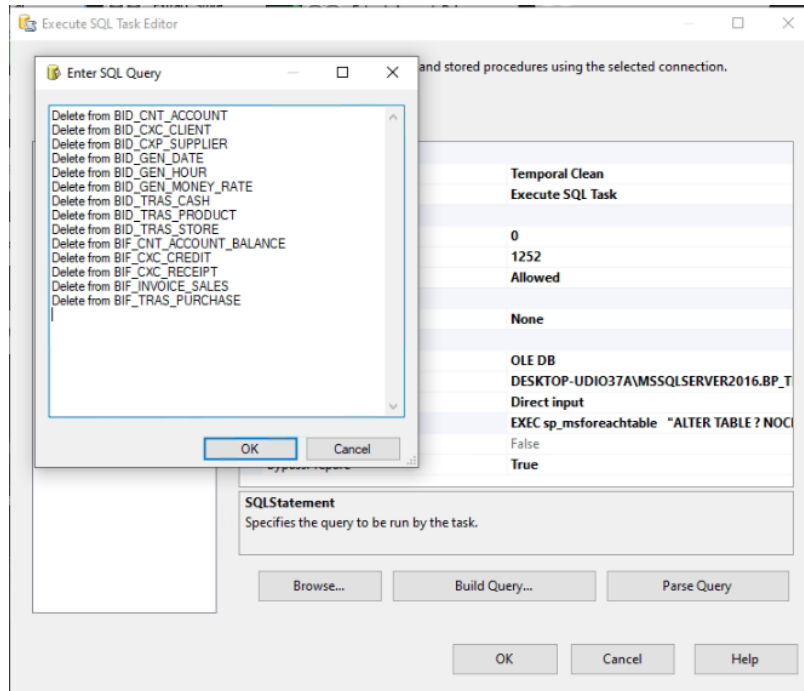 Execute SQL Task Editor
Enter SQL Query
and stored procedures using the selected connection.
Delete from BID_CNT_ACCOUNT
Delete from BID_CXC_CLIENT
Delete from BID_CXP_SUPPLIER
Delete from BID_GEN_DATE
Delete from BID_GEN_HOUR
Delete from BID_GEN_MONEY_RATE
Delete from BID_TRAS_CASH
Delete from BID_TRAS_PRODUCT
Delete from BID_TRAS_STORE
Delete from BIF_CNT_ACCOUNT_BALANCE
Delete from BIF_CXC_CREDIT
Delete from BIF_CXC_RECEIPT
Delete from BIF_INVOICE_SALES
Delete from BIF_TRAS_PURCHASE
OK
Cancel
Temporal Clean
Execute SQL Task
0
1252
Allowed
None
OLE DB
DESKTOP-UDIO37A\MSSQLSERVER2016.BP_T
Direct input
EXEC sp_msforeachtable "ALTER TABLE ? NOC
False
True
SQLStatement
Specifies the query to be run by the task.
Browse...
Build Query...
Parse Query
OK
Cancel
Help